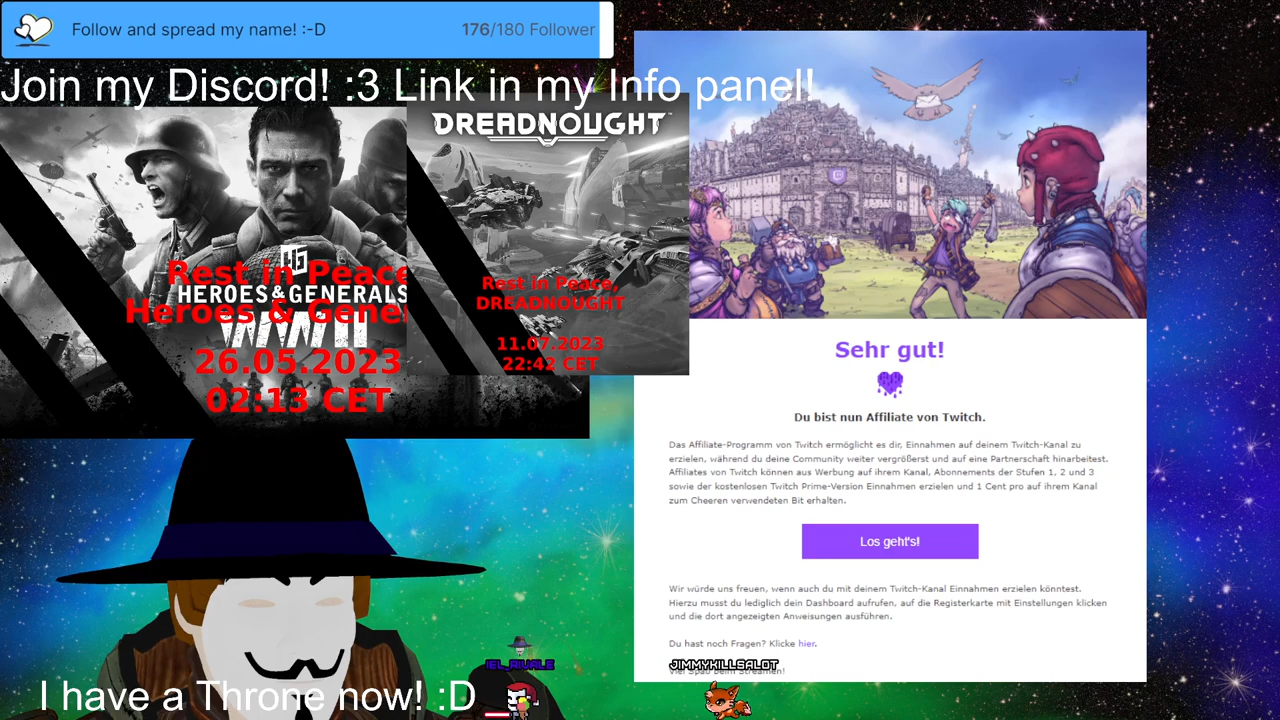 Follow and spread my name! :-D
176/180 Follower
Join my Discord! :3 Link in my Info panel!
DREADNOUGHT
Rest in Peace
HEROES & GENERALS
Heroes & Gene
WWII
26.05.2023
02:13 CET
Rest in Peace,
DREADNOUGHT
11.07.2023
22:42 CET
Sehr gut!
Du bist nun Affiliate von Twitch.
Das Affiliate-Programm von Twitch ermöglicht es dir, Einnahmen auf deinem Twitch-Kanal zu
erzielen, während du deine Community weiter vergrößerst und auf eine Partnerschaft hinarbeitest.
Affiliates von Twitch können aus Werbung auf ihrem Kanal, Abonnements der Stufen 1, 2 und 3
sowie der kostenlosen Twitch Prime-Version Einnahmen erzielen und 1 Cent pro auf ihrem Kanal
zum Cheeren verwendeten Bit erhalten.
Los geht's!
Wir würde uns freuen, wenn auch du mit deinem Twitch-Kanal Einnahmen erzielen könntest.
Hierzu musst du lediglich dein Dashboard aufrufen, auf die Registerkarte mit Einstellungen klicken
und die dort angezeigten Anweisungen ausführen.
Du hast noch Fragen? Klicke hier.
JIMMYKILLSALOT
Viel Spaß beim Streamen!
I have a Throne now! :D